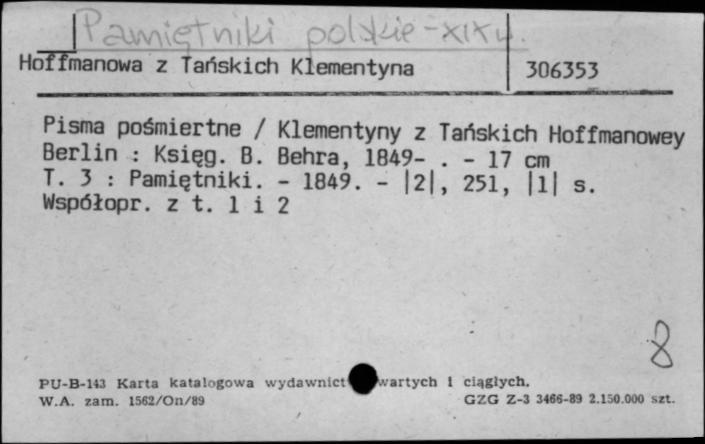 Pamiętniki polskie - XIX w.
Hoffmanowa z Tańskich Klementyna 306353
Pisma pośmiertne / Klementyny z Tańskich Hoffmanowey
Berlin : Księg. B. Behra, 1849- . - 17 cm
T. 3 : Pamiętniki. - 1849. - |2|, 251, |1| s.
Współopr. z t. 1 i 2
8
PU-B-143 Karta katalogowa wydawnict wartych i ciągłych.
W.A. zam. 1562/On/89 GZG Z-3 3466-89 2.150.000 szt.